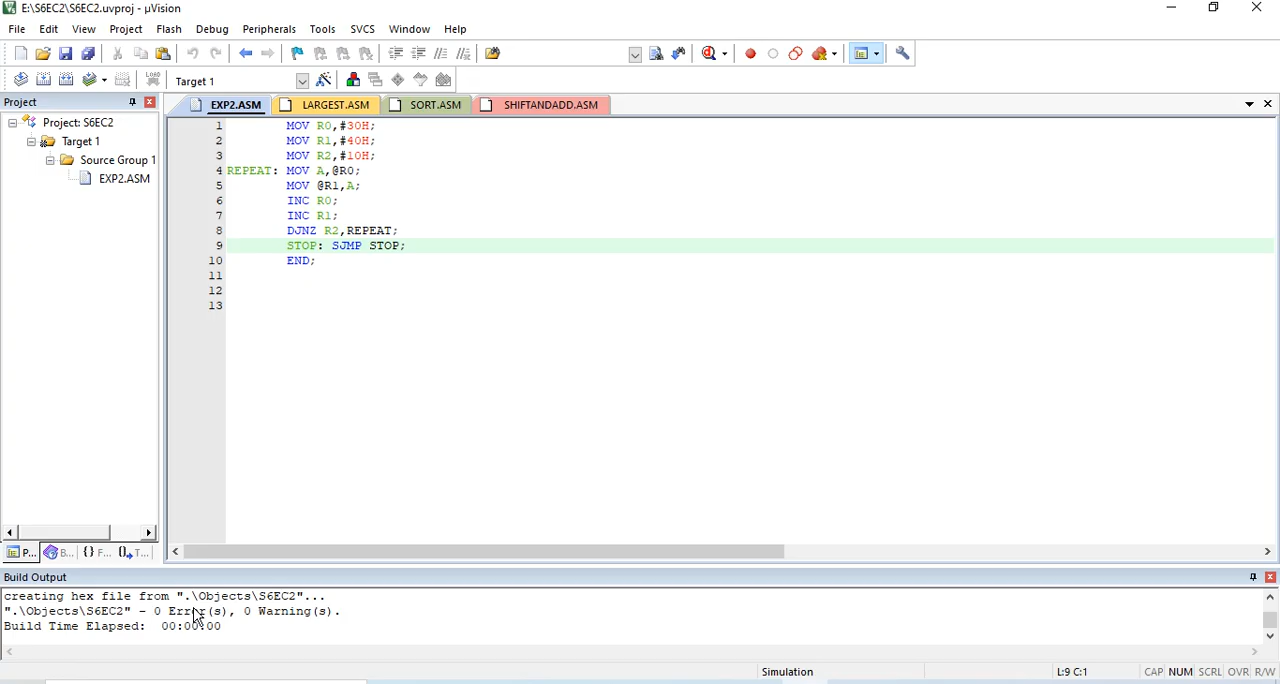 E:\S6EC2\S6EC2.uvproj - µVision
File Edit View Project Flash Debug Peripherals Tools SVCS Window Help
LOAD Target 1
Project
EXP2.ASM LARGEST.ASM SORT.ASM SHIFTANDADD.ASM
Project: S6EC2
Target 1
Source Group 1
EXP2.ASM
1 MOV R0,#30H;
2 MOV R1,#40H;
3 MOV R2,#10H;
4 REPEAT: MOV A,@R0;
5 MOV @R1,A;
6 INC R0;
7 INC R1;
8 DJNZ R2,REPEAT;
9 STOP: SJMP STOP;
10 END;
11
12
13
P... B... {} F... 0, T...
Build Output
creating hex file from ".\Objects\S6EC2"...
".\Objects\S6EC2" - 0 Error(s), 0 Warning(s).
Build Time Elapsed: 00:00:00
Simulation L:9 C:1 CAP NUM SCRL OVR R/W